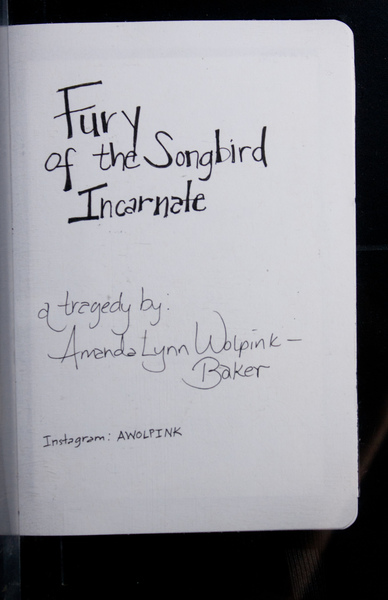 Fury
of the Songbird
Incarnate
a tragedy by:
Amanda Lynn Wolpink-
Baker
Instagram: AWOLPINK